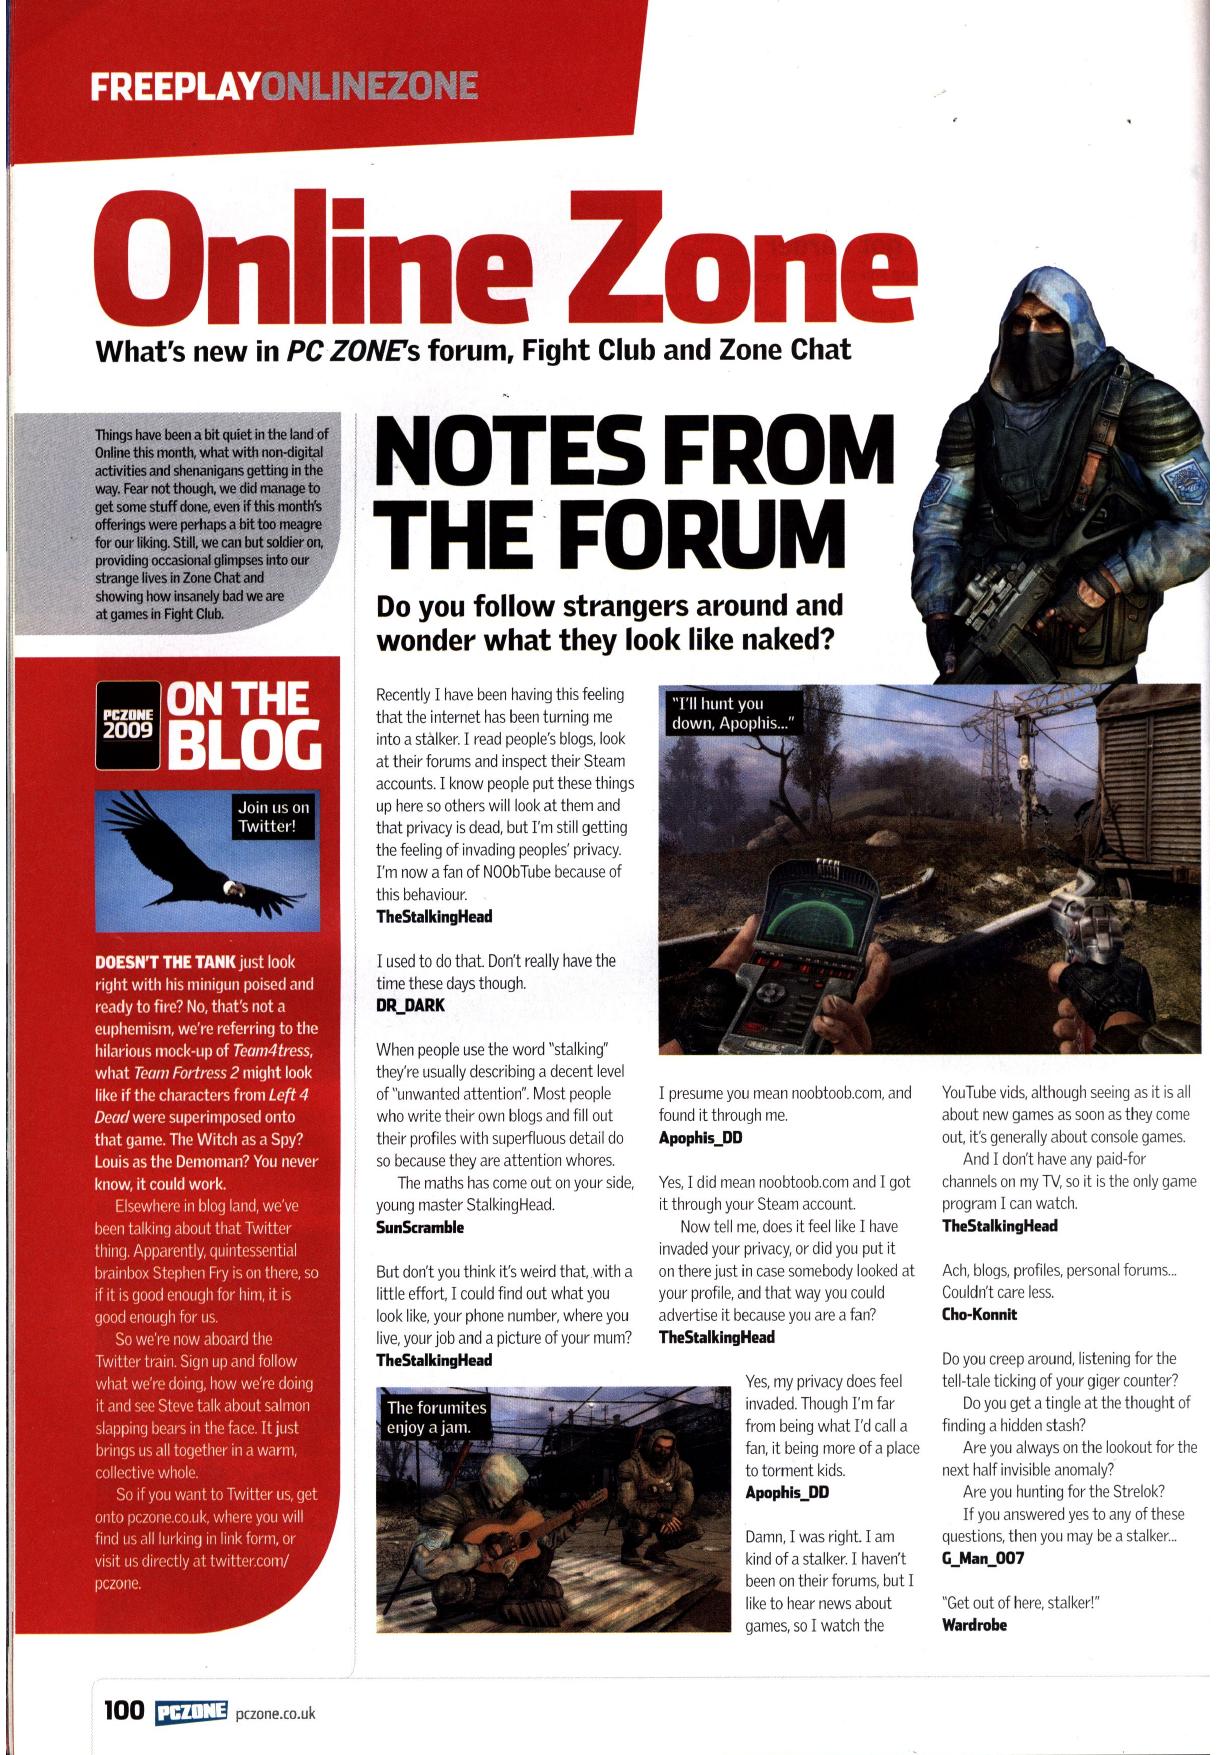 FREEPLAYONLINEZONE
Online Zone
What's new in PC ZONE's forum, Fight Club and Zone Chat
Things have been a bit quiet in the land of
Online this month, what with non-digital
activities and shenanigans getting in the
way. Fear not though, we did manage to
get some stuff done, even if this month's
offerings were perhaps a bit too meagre
for our liking. Still, we can but soldier on,
providing occasional glimpses into our
strange lives in Zone Chat and
showing how insanely bad we are
at games in Fight Club.
PCZONE
2009
ON THE
BLOG
Join us on
Twitter!
DOESN'T THE TANK just look
right with his minigun poised and
ready to fire? No, that's not a
euphemism, we're referring to the
hilarious mock-up of Team4tress,
what Team Fortress 2 might look
like if the characters from Left 4
Dead were superimposed onto
that game. The Witch as a Spy?
Louis as the Demoman? You never
know, it could work.
Elsewhere in blog land, we've
been talking about that Twitter
thing. Apparently, quintessential
brainbox Stephen Fry is on there, so
if it is good enough for him, it is
good enough for us.
So we're now aboard the
Twitter train. Sign up and follow
what we're doing, how we're doing
it and see Steve talk about salmon
slapping bears in the face. It just
brings us all together in a warm,
collective whole.
So if you want to Twitter us, get
onto pczone.co.uk, where you will
find us all lurking in link form, or
visit us directly at twitter.com/
pczone.
NOTES FROM
THE FORUM
Do you follow strangers around and
wonder what they look like naked?
Recently I have been having this feeling
that the internet has been turning me
into a stalker. I read people's blogs, look
at their forums and inspect their Steam
accounts. I know people put these things
up here so others will look at them and
that privacy is dead, but I'm still getting
the feeling of invading peoples' privacy.
I'm now a fan of N00bTube because of
this behaviour.
TheStalkingHead
I used to do that. Don't really have the
time these days though.
DR_DARK
When people use the word "stalking"
they're usually describing a decent level
of "unwanted attention". Most people
who write their own blogs and fill out
their profiles with superfluous detail do
so because they are attention whores.
The maths has come out on your side,
young master StalkingHead.
SunScramble
But don't you think it's weird that, with a
little effort, I could find out what you
look like, your phone number, where you
live, your job and a picture of your mum?
TheStalkingHead
The forumites
enjoy a jam.
"I'll hunt you
down, Apophis..."
I presume you mean noobtoob.com, and
found it through me.
Apophis_DD
Yes, I did mean noobtoob.com and I got
it through your Steam account.
Now tell me, does it feel like I have
invaded your privacy, or did you put it
on there just in case somebody looked at
your profile, and that way you could
advertise it because you are a fan?
TheStalkingHead
Yes, my privacy does feel
invaded. Though I'm far
from being what I'd call a
fan, it being more of a place
to torment kids.
Apophis_DD
Damn, I was right. I am
kind of a stalker. I haven't
been on their forums, but I
like to hear news about
games, so I watch the
YouTube vids, although seeing as it is all
about new games as soon as they come
out, it's generally about console games.
And I don't have any paid-for
channels on my TV, so it is the only game
program I can watch.
TheStalkingHead
Ach, blogs, profiles, personal forums...
Couldn't care less.
Cho-Konnit
Do you creep around, listening for the
tell-tale ticking of your giger counter?
Do you get a tingle at the thought of
finding a hidden stash?
Are you always on the lookout for the
next half invisible anomaly?
Are you hunting for the Strelok?
If you answered yes to any of these
questions, then you may be a stalker...
G_Man_007
"Get out of here, stalker!"
Wardrobe
100 PCZONE pczone.co.uk